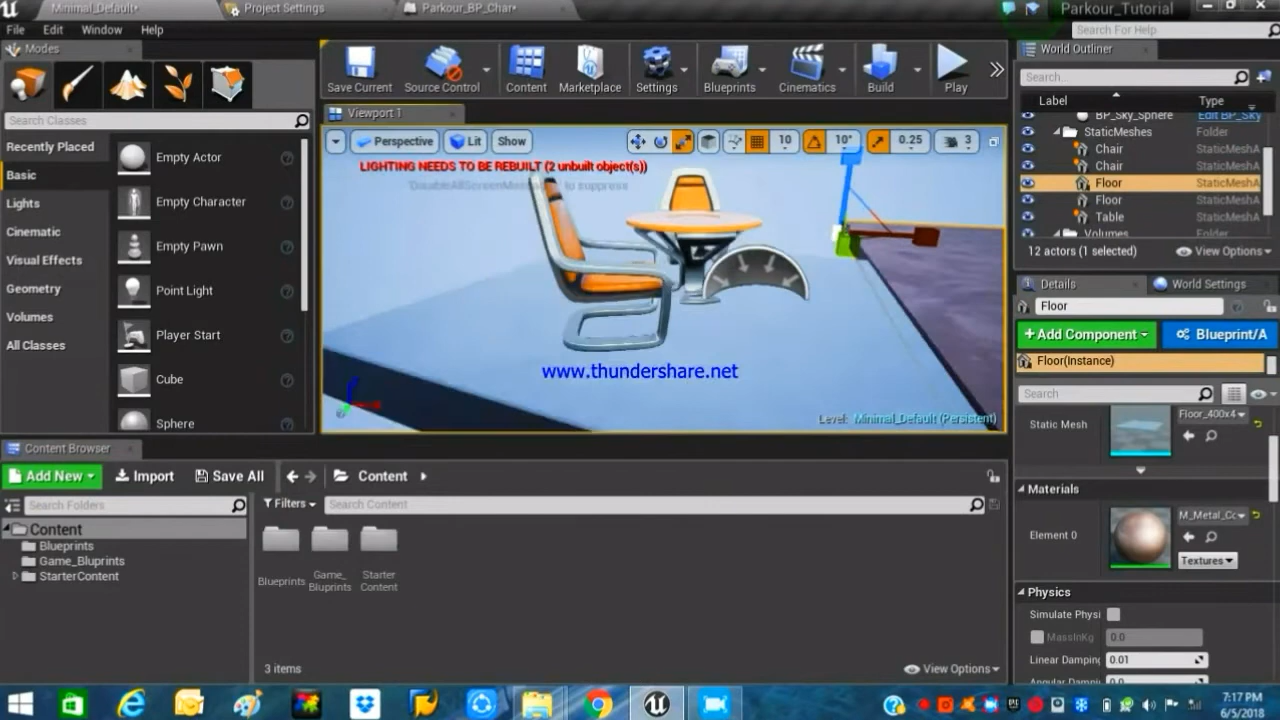 Minimal_Default*
Project Settings
Parkour_BP_Char*
Parkour_Tutorial
File Edit Window Help
Search For Help
Modes
Save Current
Source Control
Content
Marketplace
Settings
Blueprints
Cinematics
Build
Play
World Outliner
Search...
Search Classes
Viewport 1
Label
Type
Recently Placed
Basic
Lights
Cinematic
Visual Effects
Geometry
Volumes
All Classes
Empty Actor
Empty Character
Empty Pawn
Point Light
Player Start
Cube
Sphere
Perspective
Lit
Show
10
10°
0.25
3
LIGHTING NEEDS TO BE REBUILT (2 unbuilt object(s))
'DisableAllScreenMessages' to suppress
www.thundershare.net
Level: Minimal_Default (Persistent)
BP_Sky_Sphere Edit BP_Sky
StaticMeshes Folder
Chair StaticMeshA
Chair StaticMeshA
Floor StaticMeshA
Floor StaticMeshA
Table StaticMeshA
Volumes Folder
12 actors (1 selected)
View Options
Details
World Settings
Floor
+Add Component
Blueprint/A
Floor(Instance)
Search
Static Mesh
Floor_400x4
Materials
Element 0
M_Metal_Co
Textures
Physics
Simulate Physi
MassInKg
0.0
Linear Damping
0.01
Angular Damping
0.0
Content Browser
Add New
Import
Save All
Content
Search Folders
Filters
Search Content
Content
Blueprints
Game_Bluprints
StarterContent
Blueprints
Game_
Bluprints
Starter
Content
3 items
View Options
7:17 PM
6/5/2018